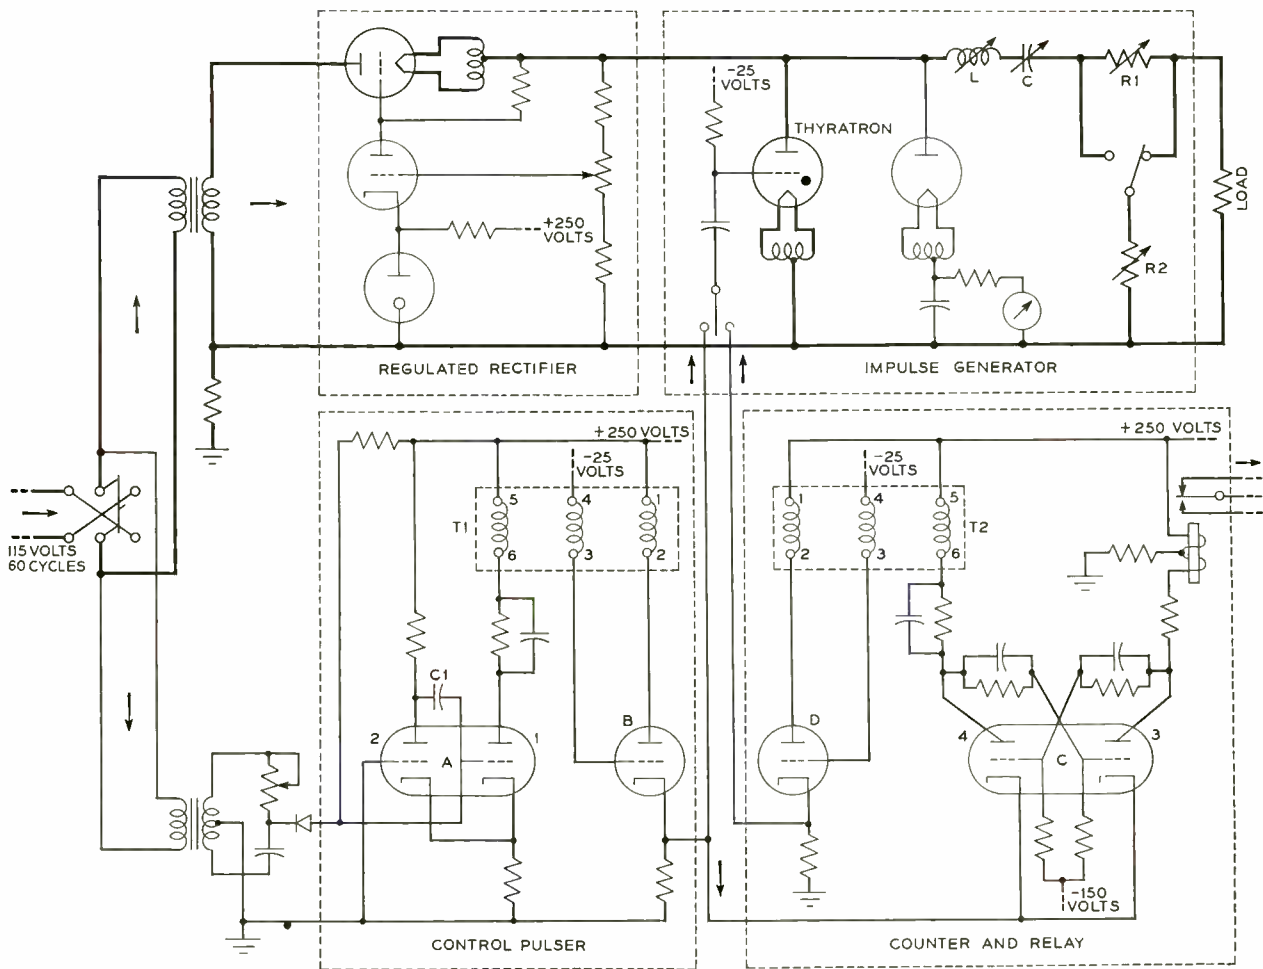 -25
VOLTS
L
C
R1
THYRATRON
LOAD
+250
VOLTS
R2
REGULATED RECTIFIER
IMPULSE GENERATOR
+250 VOLTS
-25
VOLTS
5
4
1
T1
6
3
2
+250 VOLTS
-25
VOLTS
1
4
5
T2
2
3
6
115 VOLTS
60 CYCLES
C1
2
A
1
B
D
4
C
3
-150
VOLTS
CONTROL PULSER
COUNTER AND RELAY